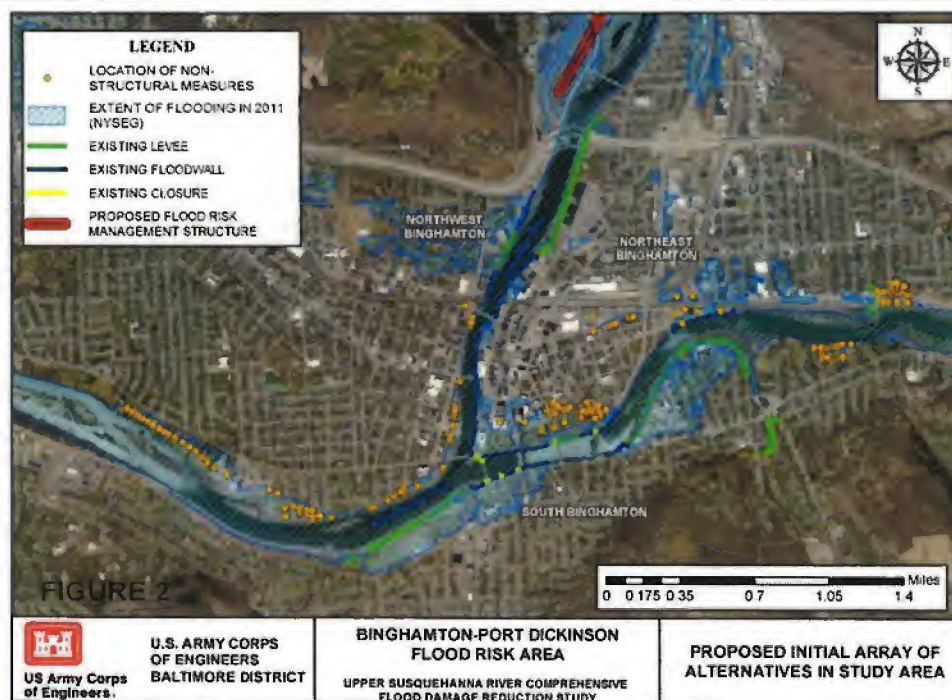 LEGEND
LOCATION OF NON-
STRUCTURAL MEASURES
EXTENT OF FLOODING IN 2011
(NYSEG)
EXISTING LEVEE
EXISTING FLOODWALL
EXISTING CLOSURE
PROPOSED FLOOD RISK
MANAGEMENT STRUCTURE
N
W E
S
NORTHWEST
BINGHAMTON
NORTHEAST
BINGHAMTON
SOUTH BINGHAMTON
FIGURE 2
Miles
0 0.175 0.35 0.7 1.05 1.4
US Army Corps
of Engineers.
U.S. ARMY CORPS
OF ENGINEERS
BALTIMORE DISTRICT
BINGHAMTON-PORT DICKINSON
FLOOD RISK AREA
UPPER SUSQUEHANNA RIVER COMPREHENSIVE
FLOOD DAMAGE REDUCTION STUDY
PROPOSED INITIAL ARRAY OF
ALTERNATIVES IN STUDY AREA